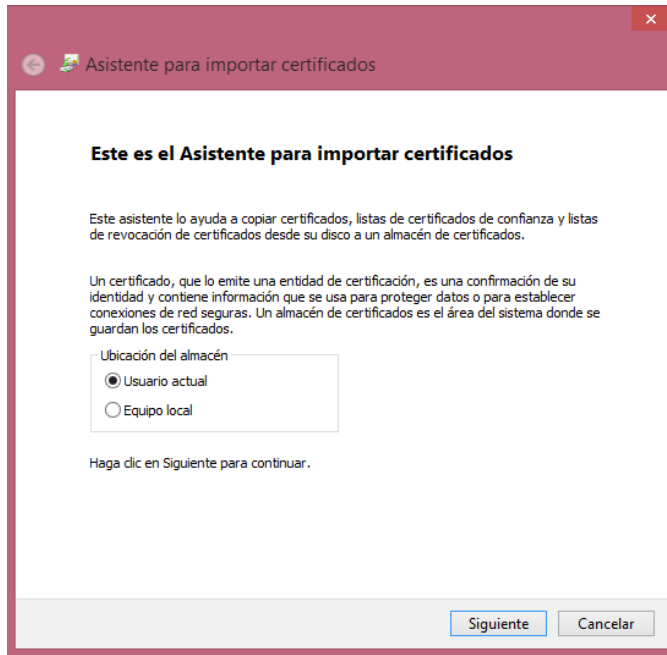 Asistente para importar certificados
Este es el Asistente para importar certificados
Este asistente lo ayuda a copiar certificados, listas de certificados de confianza y listas
de revocación de certificados desde su disco a un almacén de certificados.
Un certificado, que lo emite una entidad de certificación, es una confirmación de su
identidad y contiene información que se usa para proteger datos o para establecer
conexiones de red seguras. Un almacén de certificados es el área del sistema donde se
guardan los certificados.
Ubicación del almacén
Usuario actual
Equipo local
Haga clic en Siguiente para continuar.
Siguiente Cancelar